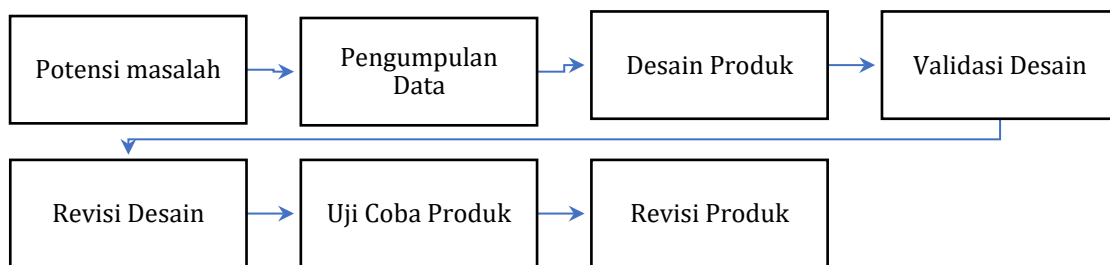 Potensi masalah
Pengumpulan
Data
Desain Produk
Validasi Desain
Revisi Desain
Uji Coba Produk
Revisi Produk